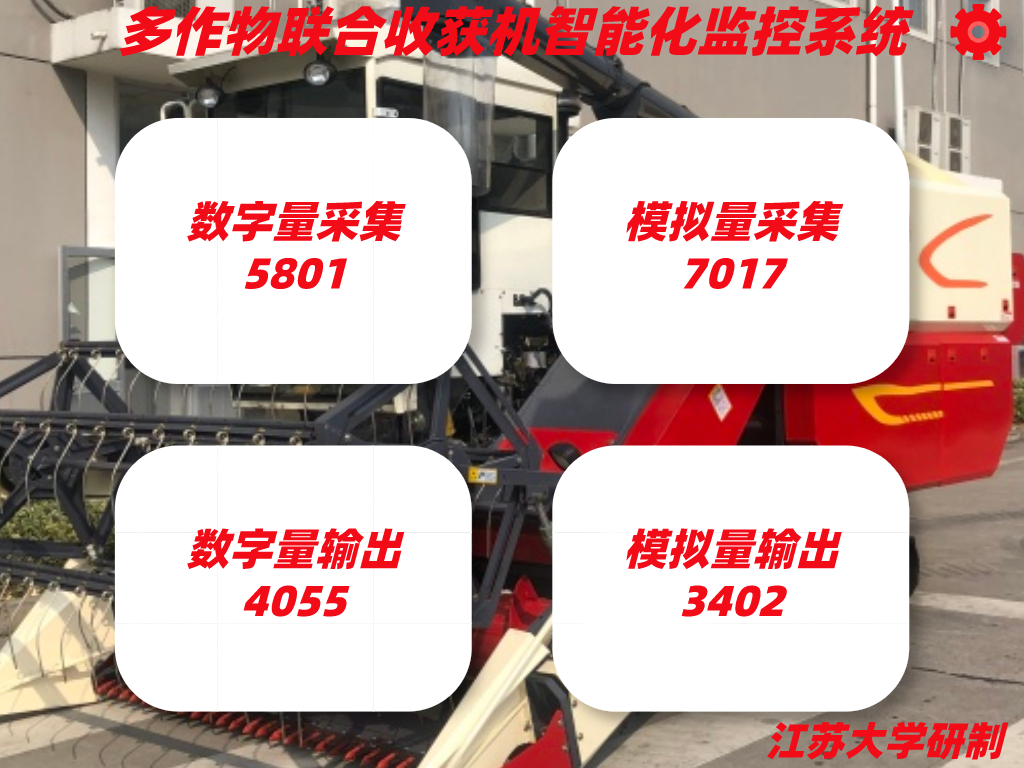 多作物联合收获机智能化监控系统
数字量采集
5801
模拟量采集
7017
数字量输出
4055
模拟量输出
3402
江苏大学研制